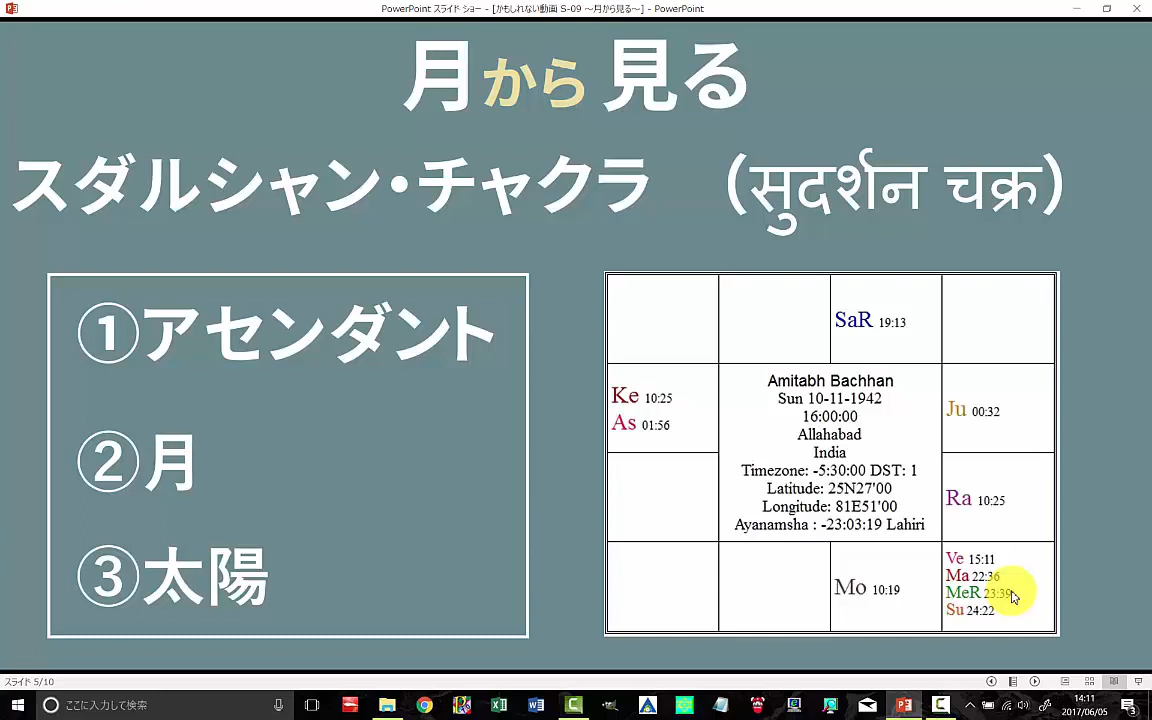 PowerPoint スライド ショー - [かもしれない動画 S-09 ～月から見る～] - PowerPoint
月から見る
スダルシャン・チャクラ (सुदर्शन चक्र)
①アセンダント
②月
③太陽
SaR 19:13
Ke 10:25
As 01:56
Amitabh Bachhan
Sun 10-11-1942
16:00:00
Allahabad
India
Timezone: -5:30:00 DST: 1
Latitude: 25N27'00
Longitude: 81E51'00
Ayanamsha : -23:03:19 Lahiri
Ju 00:32
Ra 10:25
Mo 10:19
Ve 15:11
Ma 22:36
MeR 23:39
Su 24:22
スライド 5/10
ここに入力して検索
14:11
2017/06/05
3